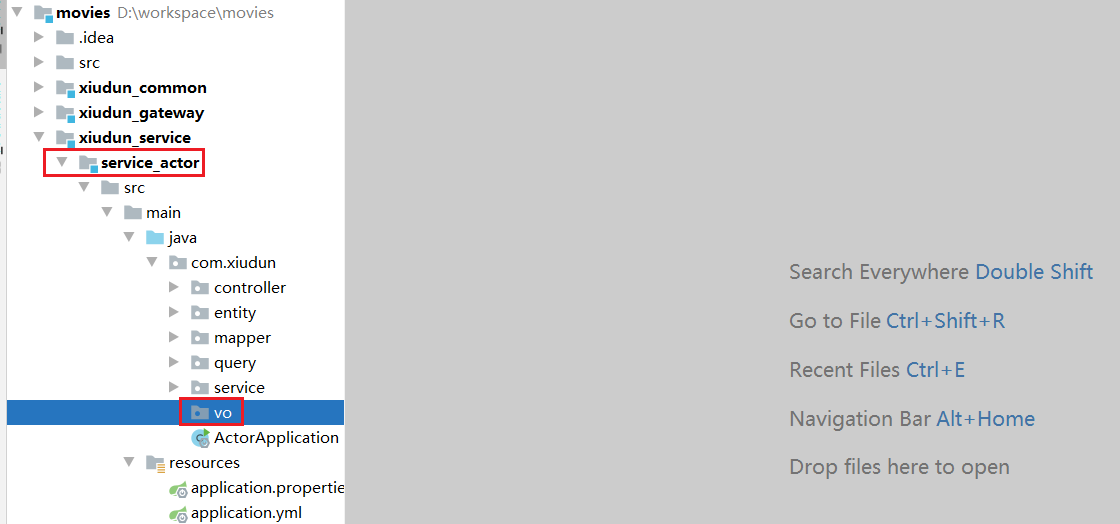 movies D:\workspace\movies
.idea
src
xiudun_common
xiudun_gateway
xiudun_service
service_actor
src
main
java
com.xiudun
controller
entity
mapper
query
service
vo
ActorApplication
resources
application.propertie
application.yml
Search Everywhere Double Shift
Go to File Ctrl+Shift+R
Recent Files Ctrl+E
Navigation Bar Alt+Home
Drop files here to open